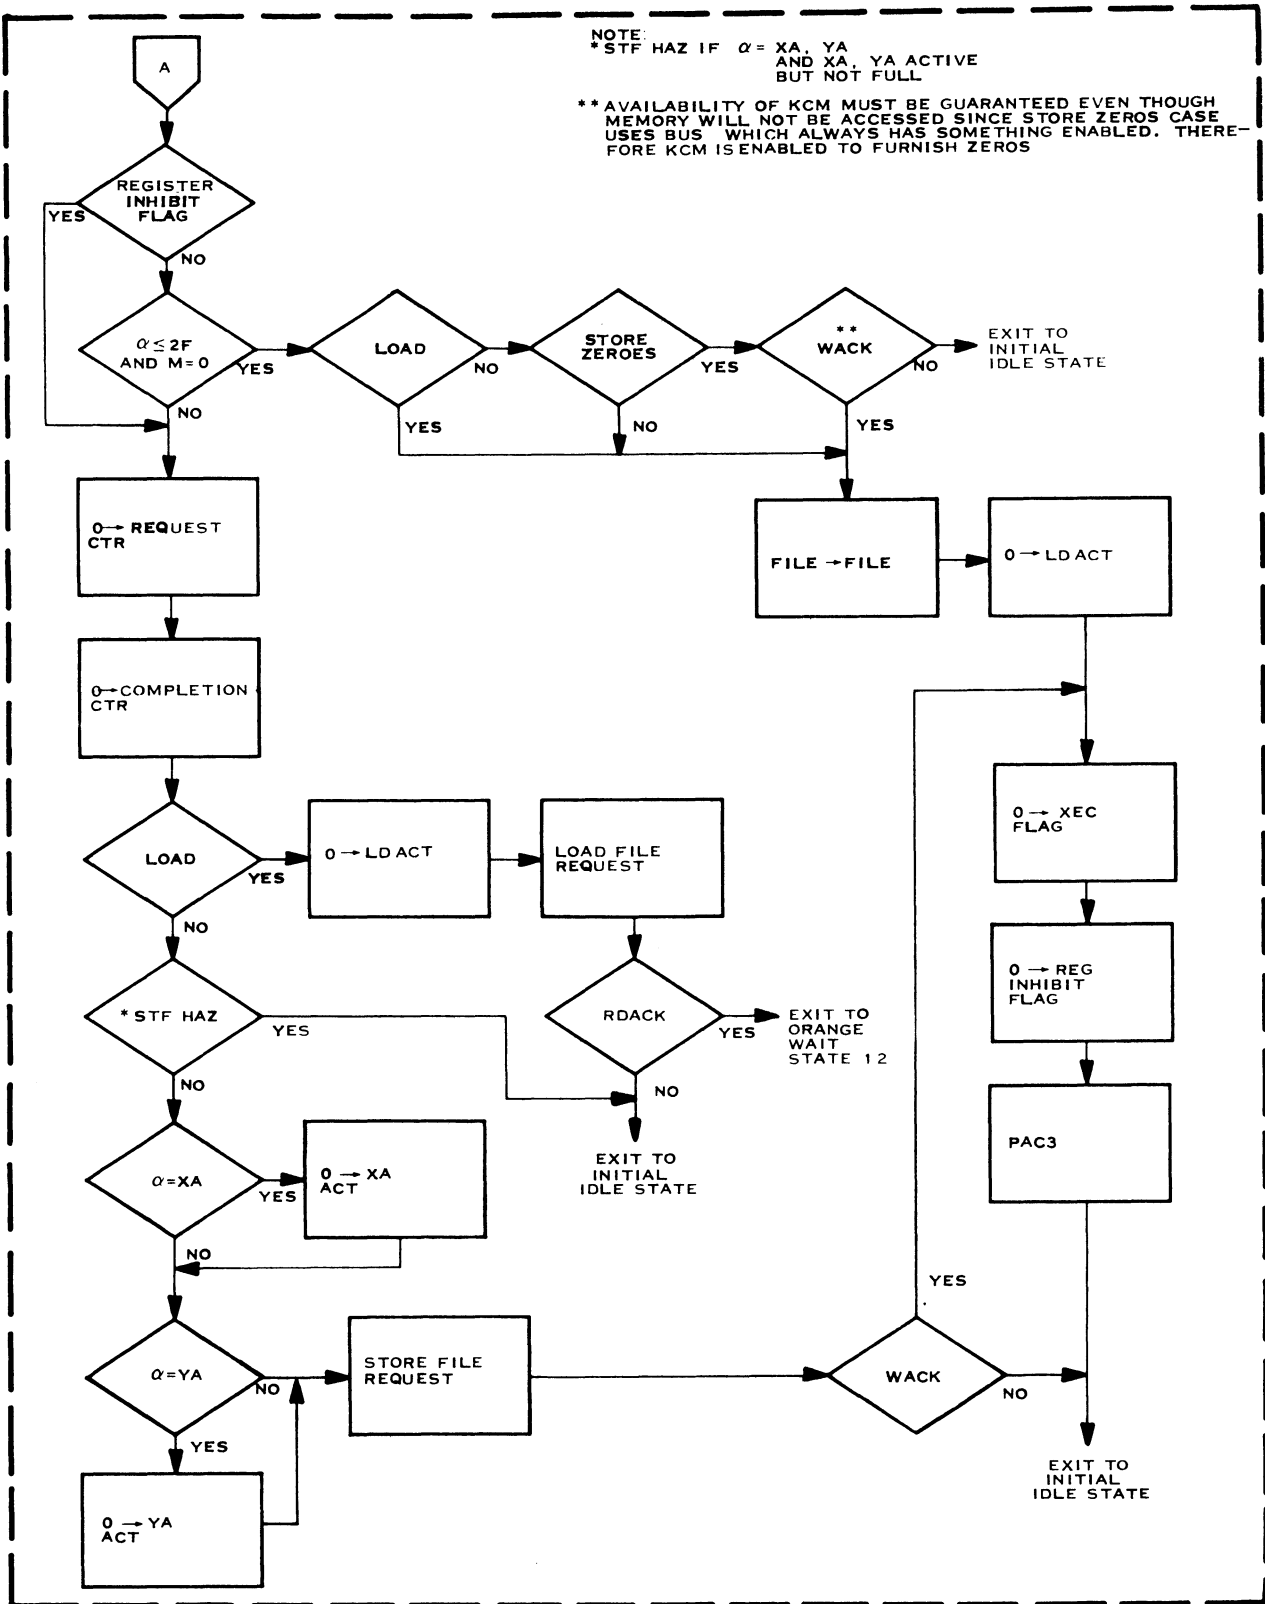 NOTE:
* STF HAZ IF α = XA, YA
AND XA, YA ACTIVE
BUT NOT FULL
** AVAILABILITY OF KCM MUST BE GUARANTEED EVEN THOUGH
MEMORY WILL NOT BE ACCESSED SINCE STORE ZEROS CASE
USES BUS WHICH ALWAYS HAS SOMETHING ENABLED. THERE-
FORE KCM IS ENABLED TO FURNISH ZEROS
A
REGISTER
INHIBIT
FLAG
YES
NO
α ≤ 2F
AND M=0
YES
NO
LOAD
NO
YES
STORE
ZEROES
YES
NO
**
WACK
NO
YES
EXIT TO
INITIAL
IDLE STATE
0→ REQUEST
CTR
FILE → FILE
0 → LD ACT
0→COMPLETION
CTR
LOAD
YES
NO
0 → LD ACT
LOAD FILE
REQUEST
0 → XEC
FLAG
* STF HAZ
YES
NO
RDACK
YES
NO
EXIT TO
ORANGE
WAIT
STATE 12
EXIT TO
INITIAL
IDLE STATE
0 → REG
INHIBIT
FLAG
PAC3
α=XA
YES
NO
0 → XA
ACT
α=YA
NO
YES
STORE FILE
REQUEST
WACK
YES
NO
EXIT TO
INITIAL
IDLE STATE
0 → YA
ACT